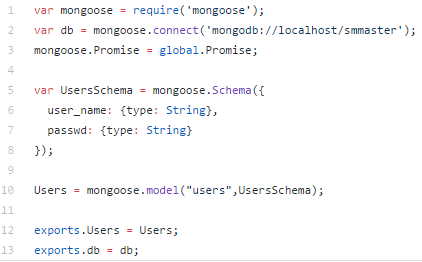 1 var mongoose = require('mongoose');
2 var db = mongoose.connect('mongodb://localhost/smmaster');
3 mongoose.Promise = global.Promise;
4
5 var UsersSchema = mongoose.Schema({
6   user_name: {type: String},
7   passwd: {type: String}
8 });
9
10 Users = mongoose.model("users",UsersSchema);
11
12 exports.Users = Users;
13 exports.db = db;